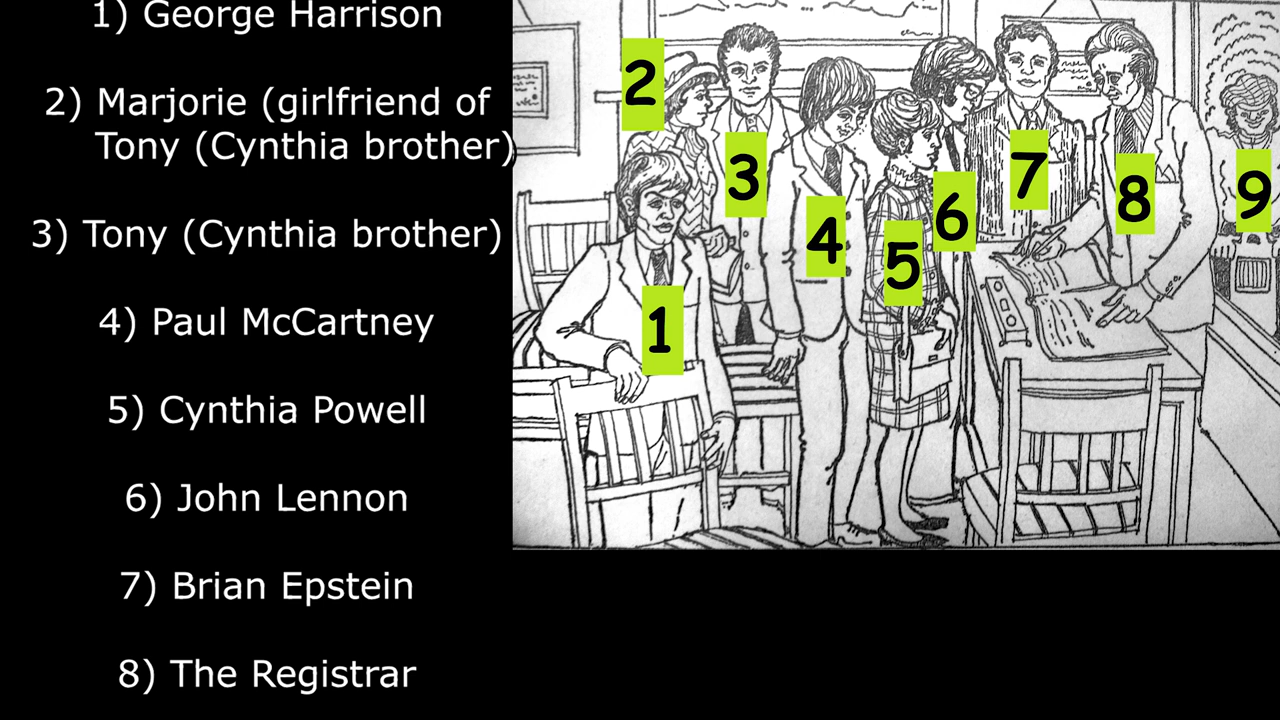 1) George Harrison
2) Marjorie (girlfriend of
Tony (Cynthia brother)
3) Tony (Cynthia brother)
4) Paul McCartney
5) Cynthia Powell
6) John Lennon
7) Brian Epstein
8) The Registrar
2
3
1
4
5
6
7
8
9